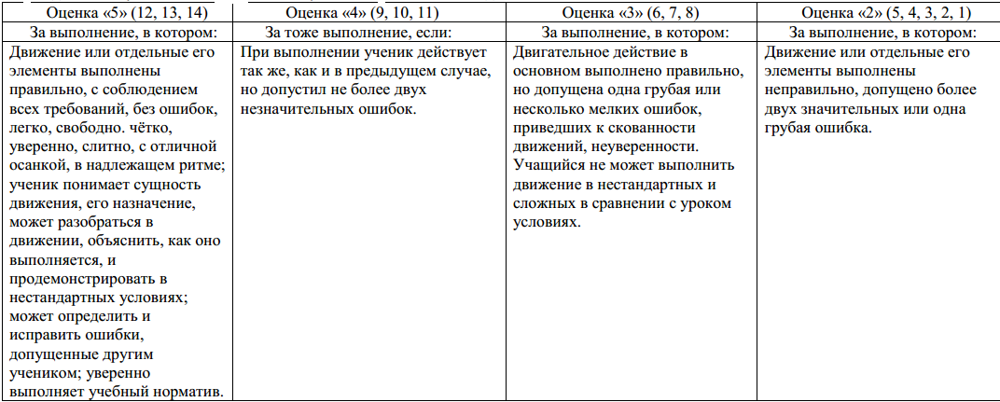 Оценка «5» (12, 13, 14)
За выполнение, в котором:
Движение или отдельные его
элементы выполнены
правильно, с соблюдением
всех требований, без ошибок,
легко, свободно. чётко,
уверенно, слитно, с отличной
осанкой, в надлежащем ритме;
ученик понимает сущность
движения, его назначение,
может разобраться в
движении, объяснить, как оно
выполняется, и
продемонстрировать в
нестандартных условиях;
может определить и
исправить ошибки,
допущенные другим
учеником; уверенно
выполняет учебный норматив.
Оценка «4» (9, 10, 11)
За тоже выполнение, если:
При выполнении ученик действует
так же, как и в предыдущем случае,
но допустил не более двух
незначительных ошибок.
Оценка «3» (6, 7, 8)
За выполнение, в котором:
Двигательное действие в
основном выполнено правильно,
но допущена одна грубая или
несколько мелких ошибок,
приведших к скованности
движений, неуверенности.
Учащийся не может выполнить
движение в нестандартных и
сложных в сравнении с уроком
условиях.
Оценка «2» (5, 4, 3, 2, 1)
За выполнение, в котором:
Движение или отдельные его
элементы выполнены
неправильно, допущено более
двух значительных или одна
грубая ошибка.